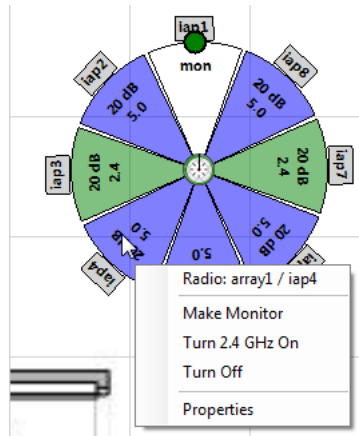 iap1
mon
iap2
20 dB
5.0
iap8
20 dB
5.0
iap3
20 dB
2.4
iap7
20 dB
2.4
iap4
5.0
5.0
20 dB
5.0
Radio: array1 / iap4
Make Monitor
Turn 2.4 GHz On
Turn Off
Properties